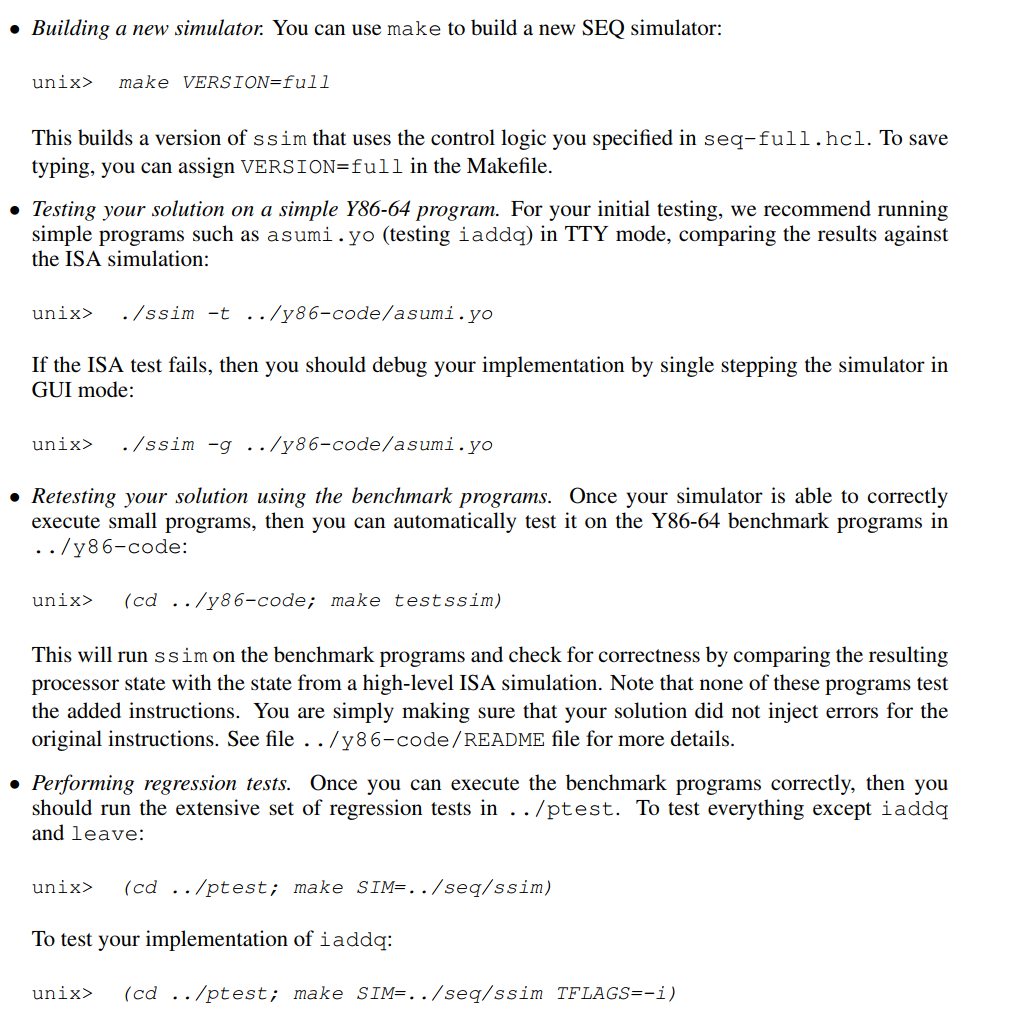 • Building a new simulator. You can use make to build a new SEQ simulator:
unix> make VERSION=full
This builds a version of ssim that uses the control logic you specified in seq-full.hcl. To save
typing, you can assign VERSION=full in the Makefile.
• Testing your solution on a simple Y86-64 program. For your initial testing, we recommend running
simple programs such as asumi.yo (testing iaddq) in TTY mode, comparing the results against
the ISA simulation:
unix> ./ssim -t ../y86-code/asumi.yo
If the ISA test fails, then you should debug your implementation by single stepping the simulator in
GUI mode:
unix> ./ssim -g ../y86-code/asumi.yo
• Retesting your solution using the benchmark programs. Once your simulator is able to correctly
execute small programs, then you can automatically test it on the Y86-64 benchmark programs in
../y86-code:
unix> (cd ../y86-code; make testssim)
This will run ssim on the benchmark programs and check for correctness by comparing the resulting
processor state with the state from a high-level ISA simulation. Note that none of these programs test
the added instructions. You are simply making sure that your solution did not inject errors for the
original instructions. See file ../y86-code/README file for more details.
• Performing regression tests. Once you can execute the benchmark programs correctly, then you
should run the extensive set of regression tests in ../ptest. To test everything except iaddq
and leave:
unix> (cd ../ptest; make SIM=../seq/ssim)
To test your implementation of iaddq:
unix> (cd ../ptest; make SIM=../seq/ssim TFLAGS=-i)